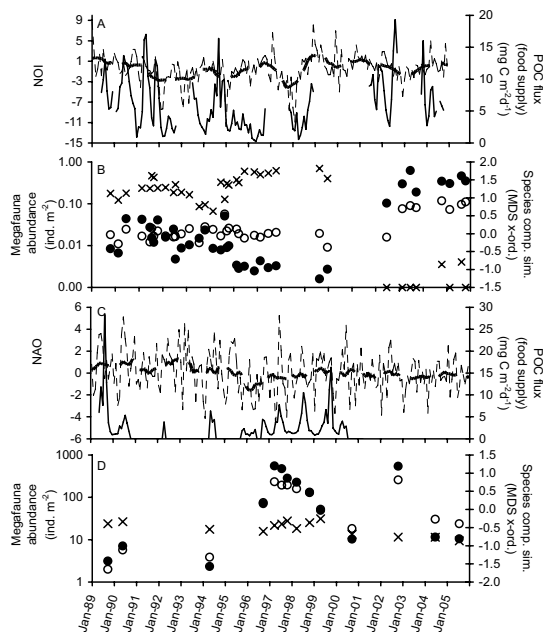 A
NOI
9
5
1
-3
-7
-11
-15
20
15
10
5
0
POC flux
(food supply)
(mg C m⁻²d⁻¹)
B
Megafauna
abundance
(ind. m⁻²)
1.00
0.10
0.01
0.00
2.0
1.5
1.0
0.5
0.0
-0.5
-1.0
-1.5
Species comp. sim.
(MDS x-ord.)
C
NAO
6
4
2
0
-2
-4
-6
30
25
20
15
10
5
0
POC flux
(food supply)
(mg C m⁻²d⁻¹)
D
Megafauna
abundance
(ind. m⁻²)
1000
100
10
1
1.5
1.0
0.5
0.0
-0.5
-1.0
-1.5
-2.0
Species comp. sim.
(MDS x-ord.)
Jan-89
Jan-90
Jan-91
Jan-92
Jan-93
Jan-94
Jan-95
Jan-96
Jan-97
Jan-98
Jan-99
Jan-00
Jan-01
Jan-02
Jan-03
Jan-04
Jan-05